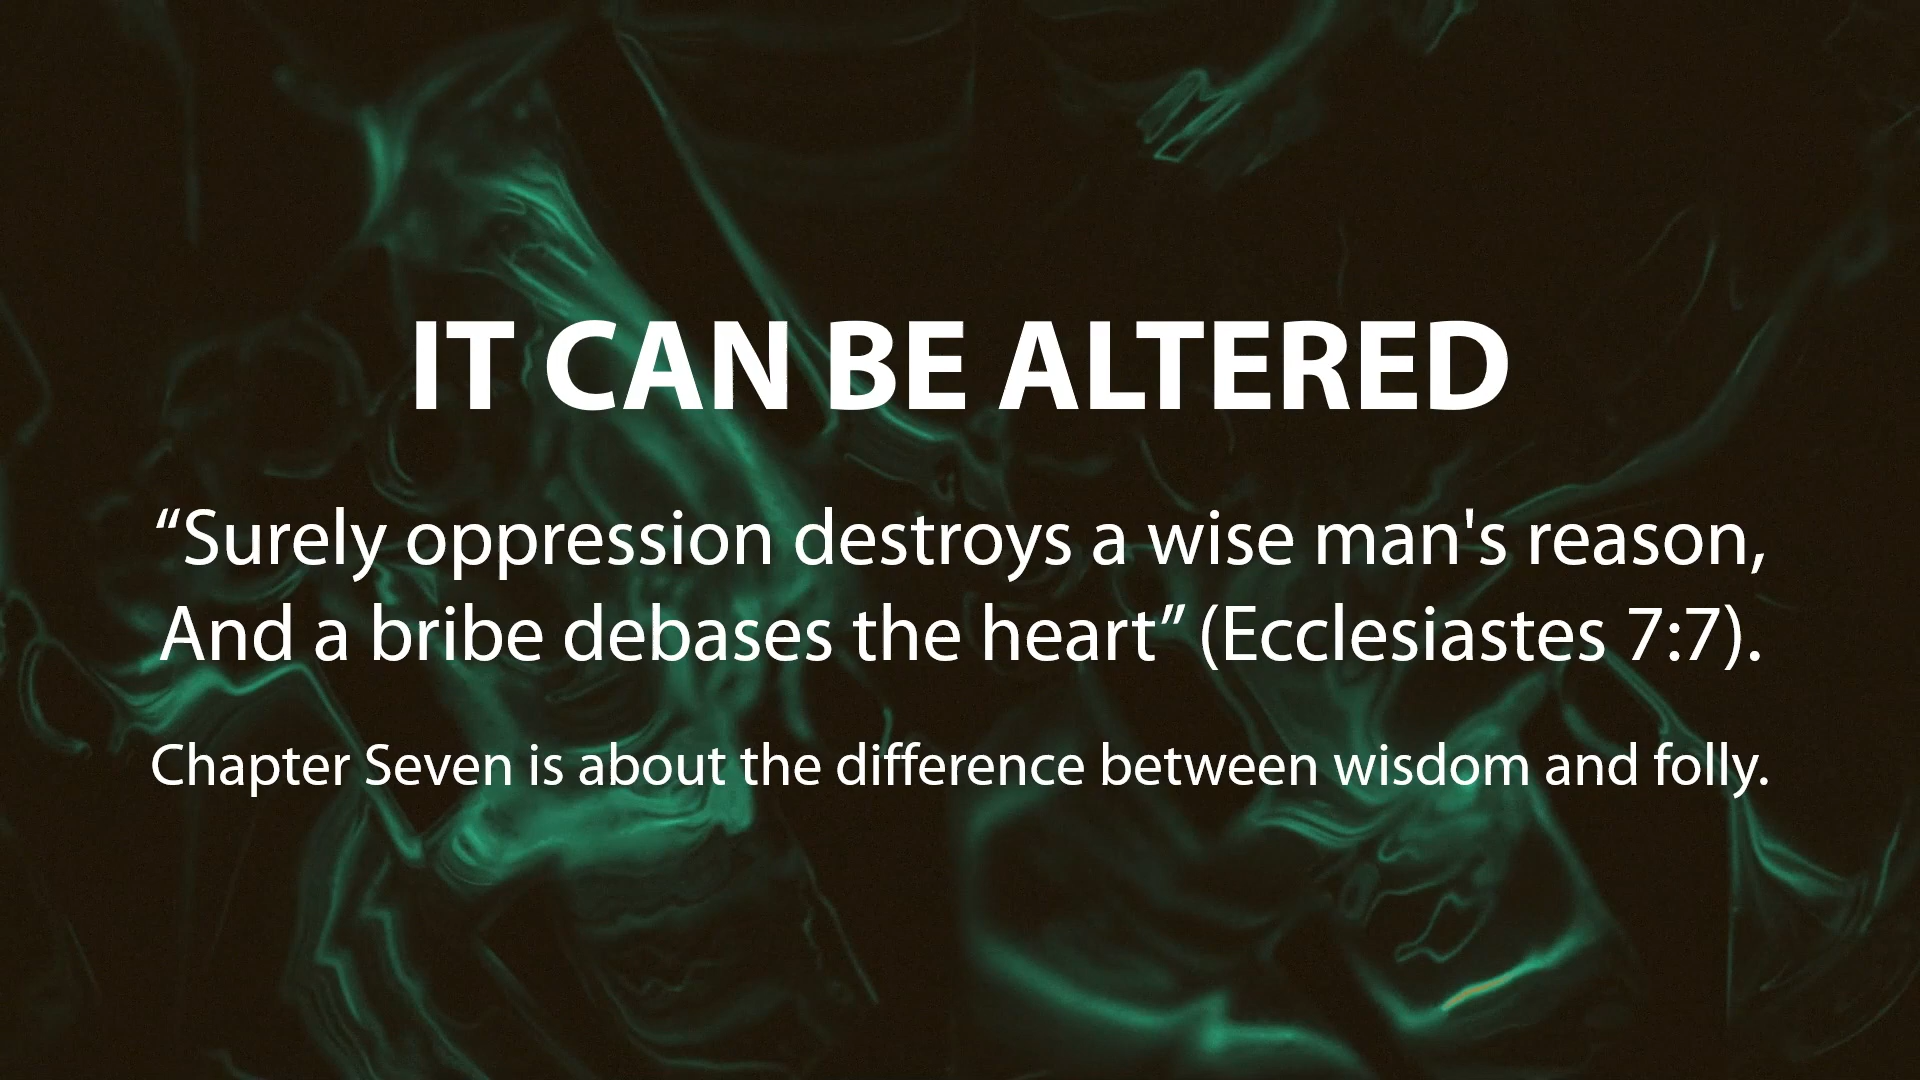 IT CAN BE ALTERED
“Surely oppression destroys a wise man's reason,
And a bribe debases the heart” (Ecclesiastes 7:7).
Chapter Seven is about the difference between wisdom and folly.